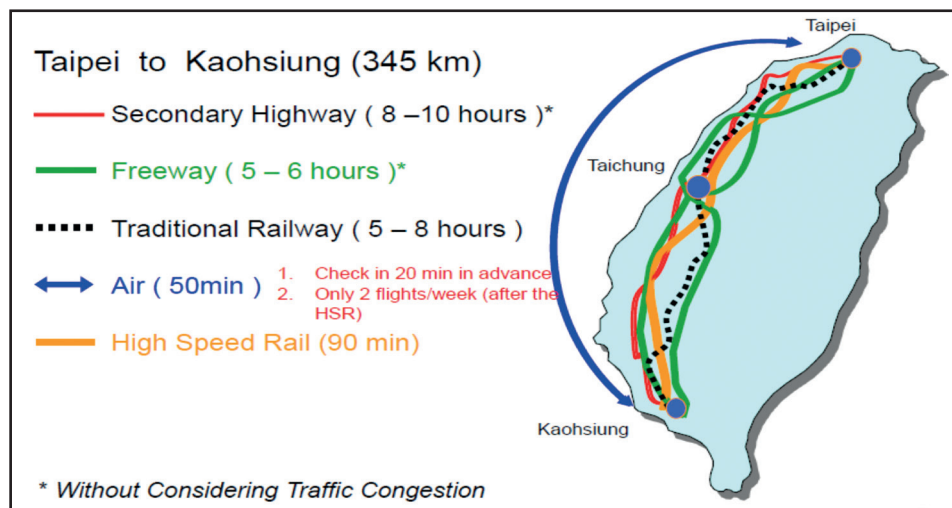 Taipei to Kaohsiung (345 km)
Secondary Highway ( 8 –10 hours )*
Freeway ( 5 – 6 hours )*
Traditional Railway ( 5 – 8 hours )
Air ( 50min )
1. Check in 20 min in advance
2. Only 2 flights/week (after the
HSR)
High Speed Rail (90 min)
* Without Considering Traffic Congestion
Taipei
Taichung
Kaohsiung